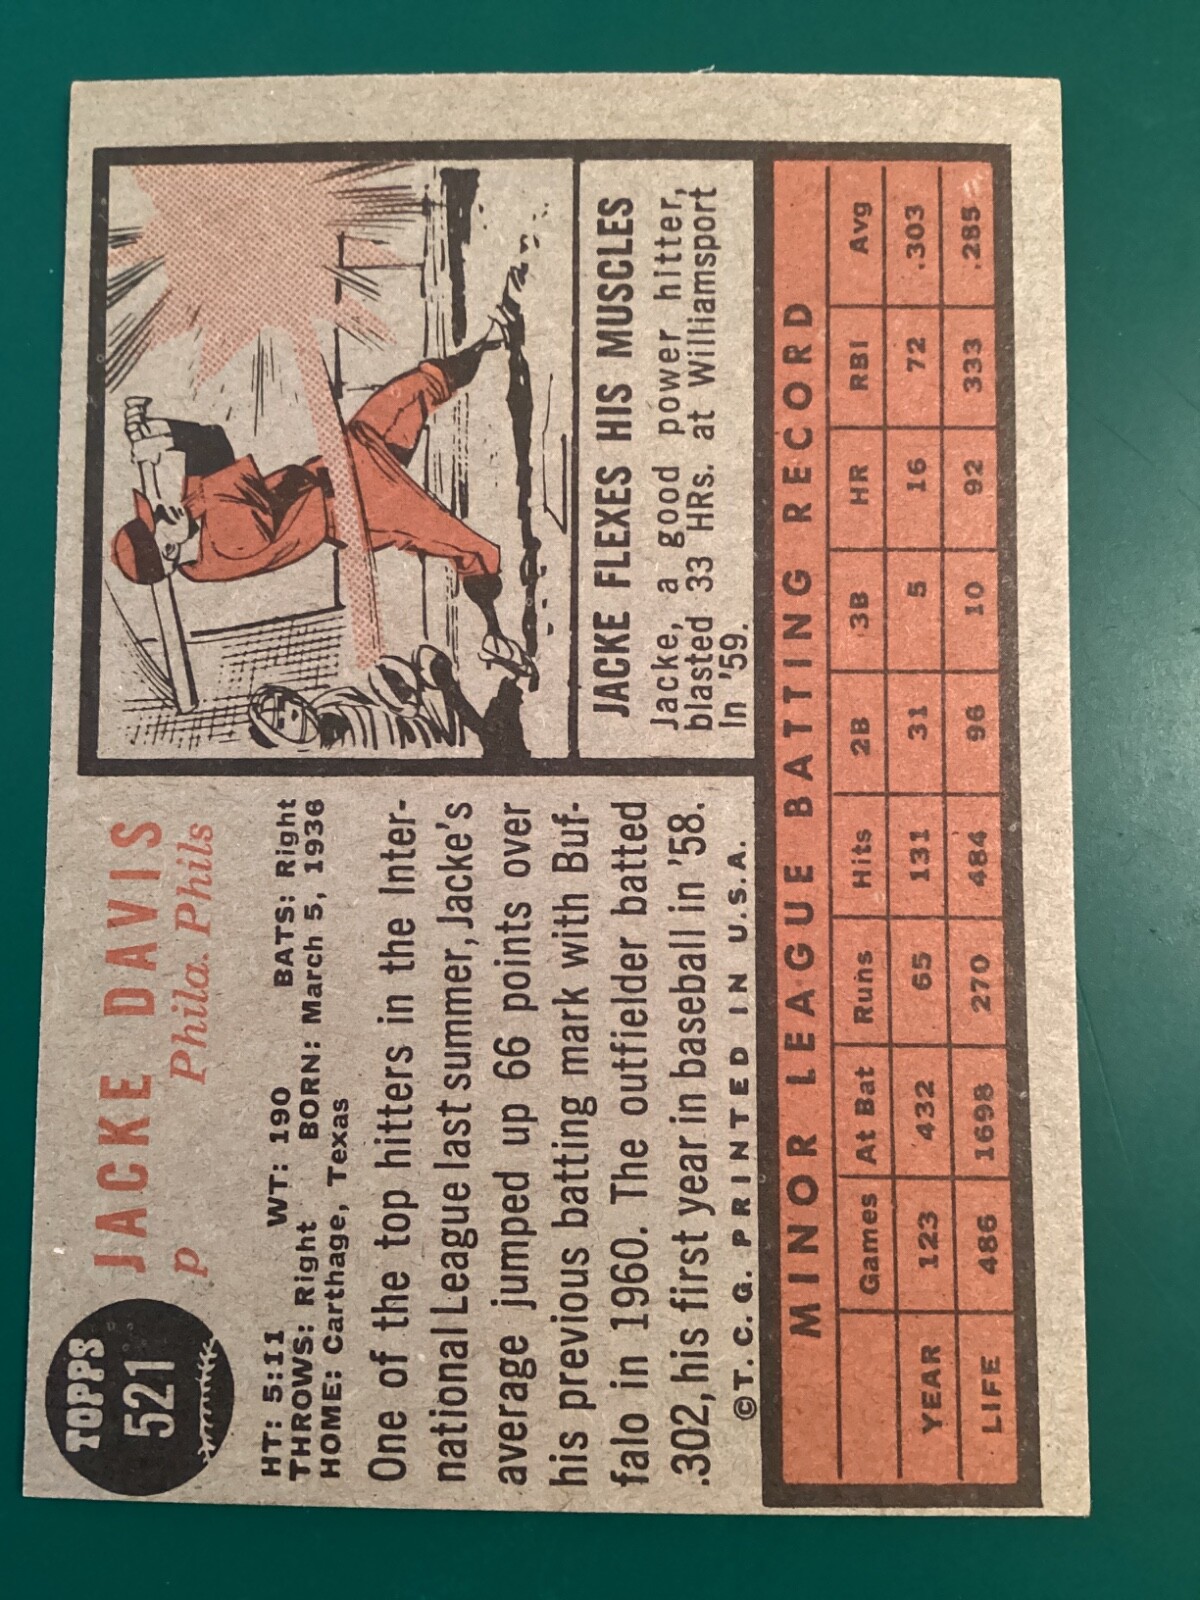 TOPPS
521
JACKE DAVIS
P Phila. Phils
HT: 5:11 WT: 190 BATS: Right
THROWS: Right BORN: March 5, 1936
HOME: Carthage, Texas
One of the top hitters in the Inter-
national League last summer, Jacke's
average jumped up 66 points over
his previous batting mark with Buf-
falo in 1960. The outfielder batted
.302, his first year in baseball in '58.
©T.C.G. PRINTED IN U.S.A.
JACKE FLEXES HIS MUSCLES
Jacke, a good power hitter,
blasted 33 HRs. at Williamsport
In '59.
MINOR LEAGUE BATTING RECORD
Games At Bat Runs Hits 2B 3B HR RBI Avg
YEAR 123 432 65 131 31 5 16 72 .303
LIFE 486 1698 270 484 96 10 92 333 .285